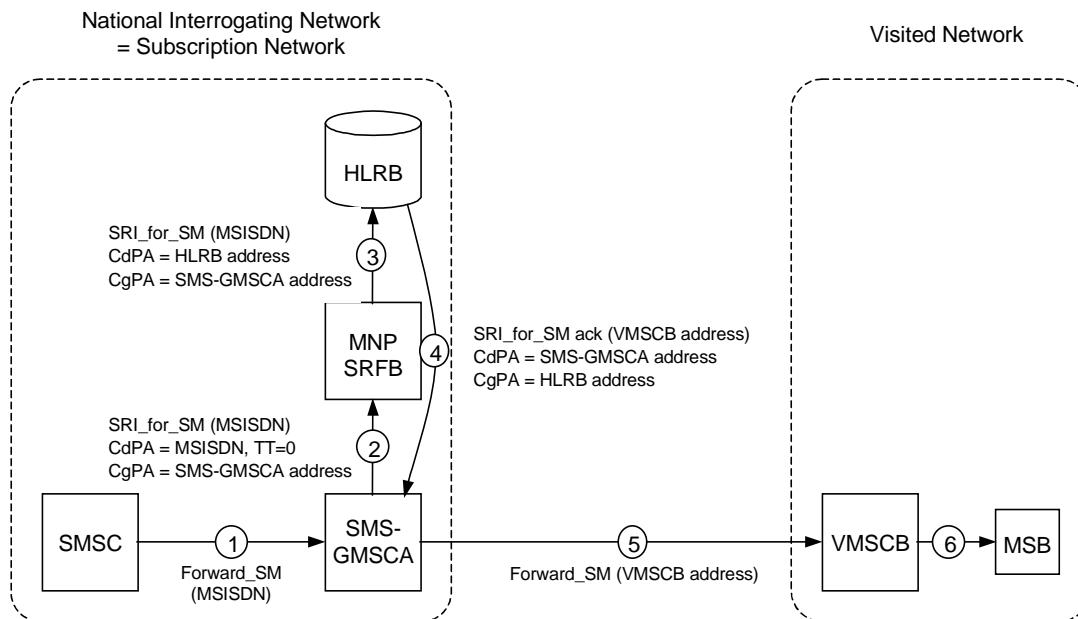 National Interrogating Network
= Subscription Network
Visited Network
HLRB
SRI_for_SM (MSISDN)
CdPA = HLRB address
CgPA = SMS-GMSCA address
3
MNP
SRFB
4
SRI_for_SM ack (VMSCB address)
CdPA = SMS-GMSCA address
CgPA = HLRB address
SRI_for_SM (MSISDN)
CdPA = MSISDN, TT=0
CgPA = SMS-GMSCA address
2
SMSC
1
Forward_SM
(MSISDN)
SMS-
GMSCA
5
Forward_SM (VMSCB address)
VMSCB
6
MSB